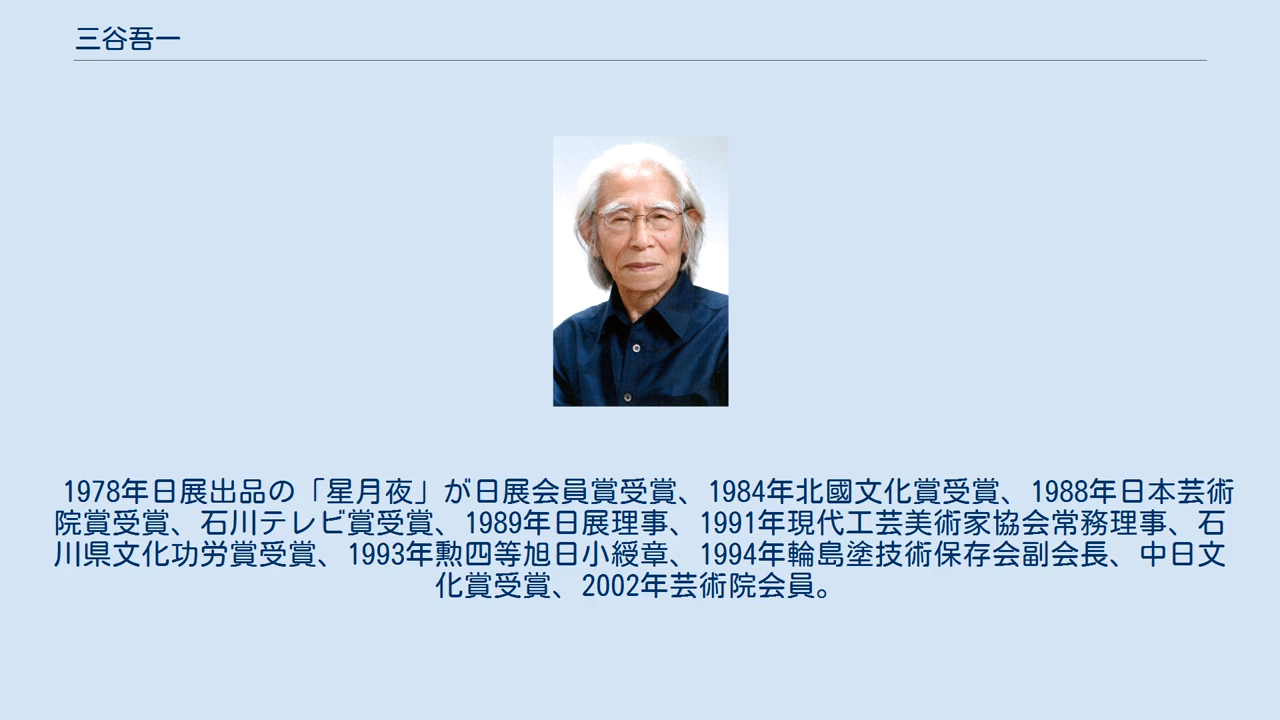 三谷吾一
1978年日展出品の「星月夜」が日展会員賞受賞、1984年北國文化賞受賞、1988年日本芸術
院賞受賞、石川テレビ賞受賞、1989年日展理事、1991年現代工芸美術家協会常務理事、石
川県文化功労賞受賞、1993年勲四等旭日小綬章、1994年輪島塗技術保存会副会長、中日文
化賞受賞、2002年芸術院会員。